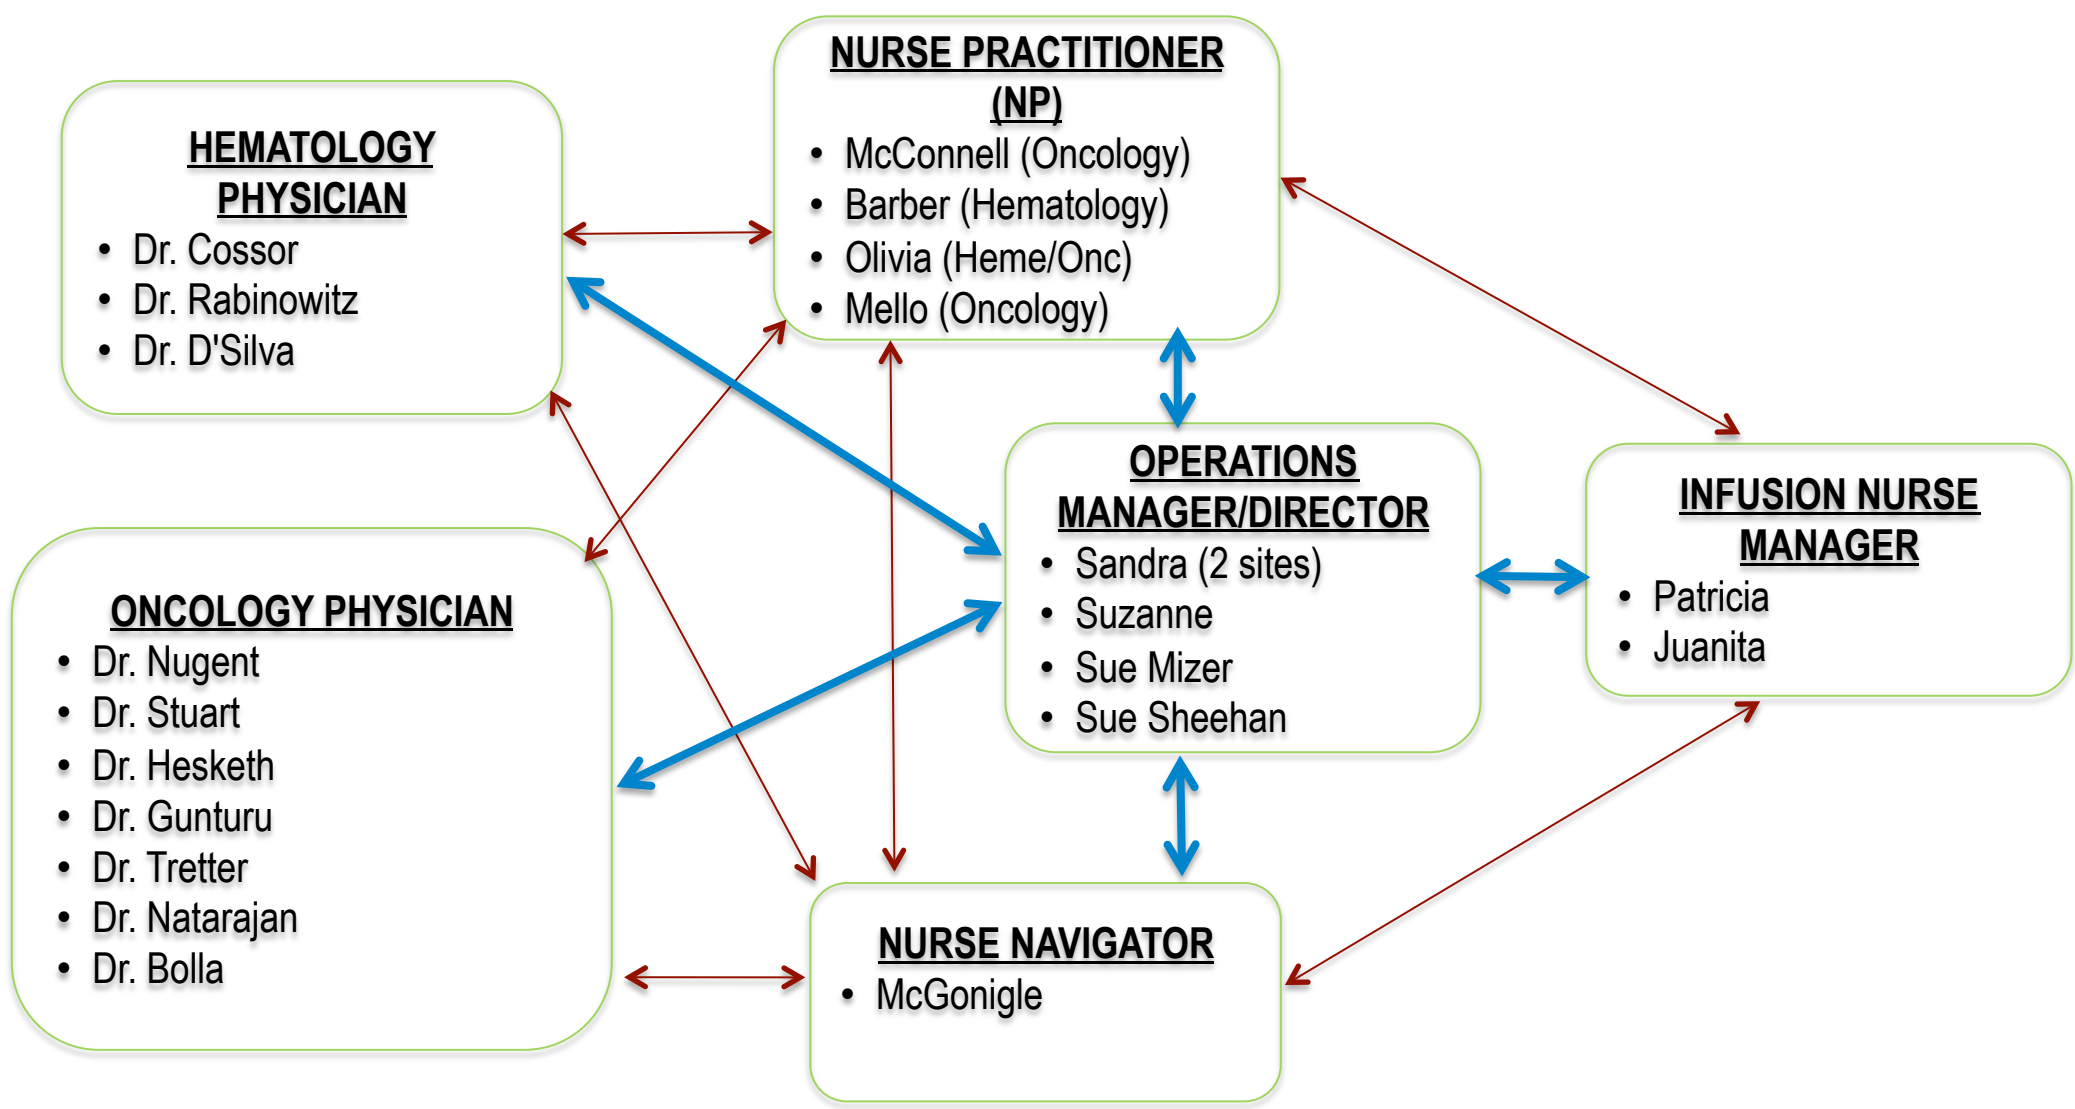 NURSE PRACTITIONER
(NP)
• McConnell (Oncology)
• Barber (Hematology)
• Olivia (Heme/Onc)
• Mello (Oncology)
HEMATOLOGY
PHYSICIAN
• Dr. Cossor
• Dr. Rabinowitz
• Dr. D'Silva
OPERATIONS
MANAGER/DIRECTOR
• Sandra (2 sites)
• Suzanne
• Sue Mizer
• Sue Sheehan
INFUSION NURSE
MANAGER
• Patricia
• Juanita
ONCOLOGY PHYSICIAN
• Dr. Nugent
• Dr. Stuart
• Dr. Hesketh
• Dr. Gunturu
• Dr. Tretter
• Dr. Natarajan
• Dr. Bolla
NURSE NAVIGATOR
• McGonigle